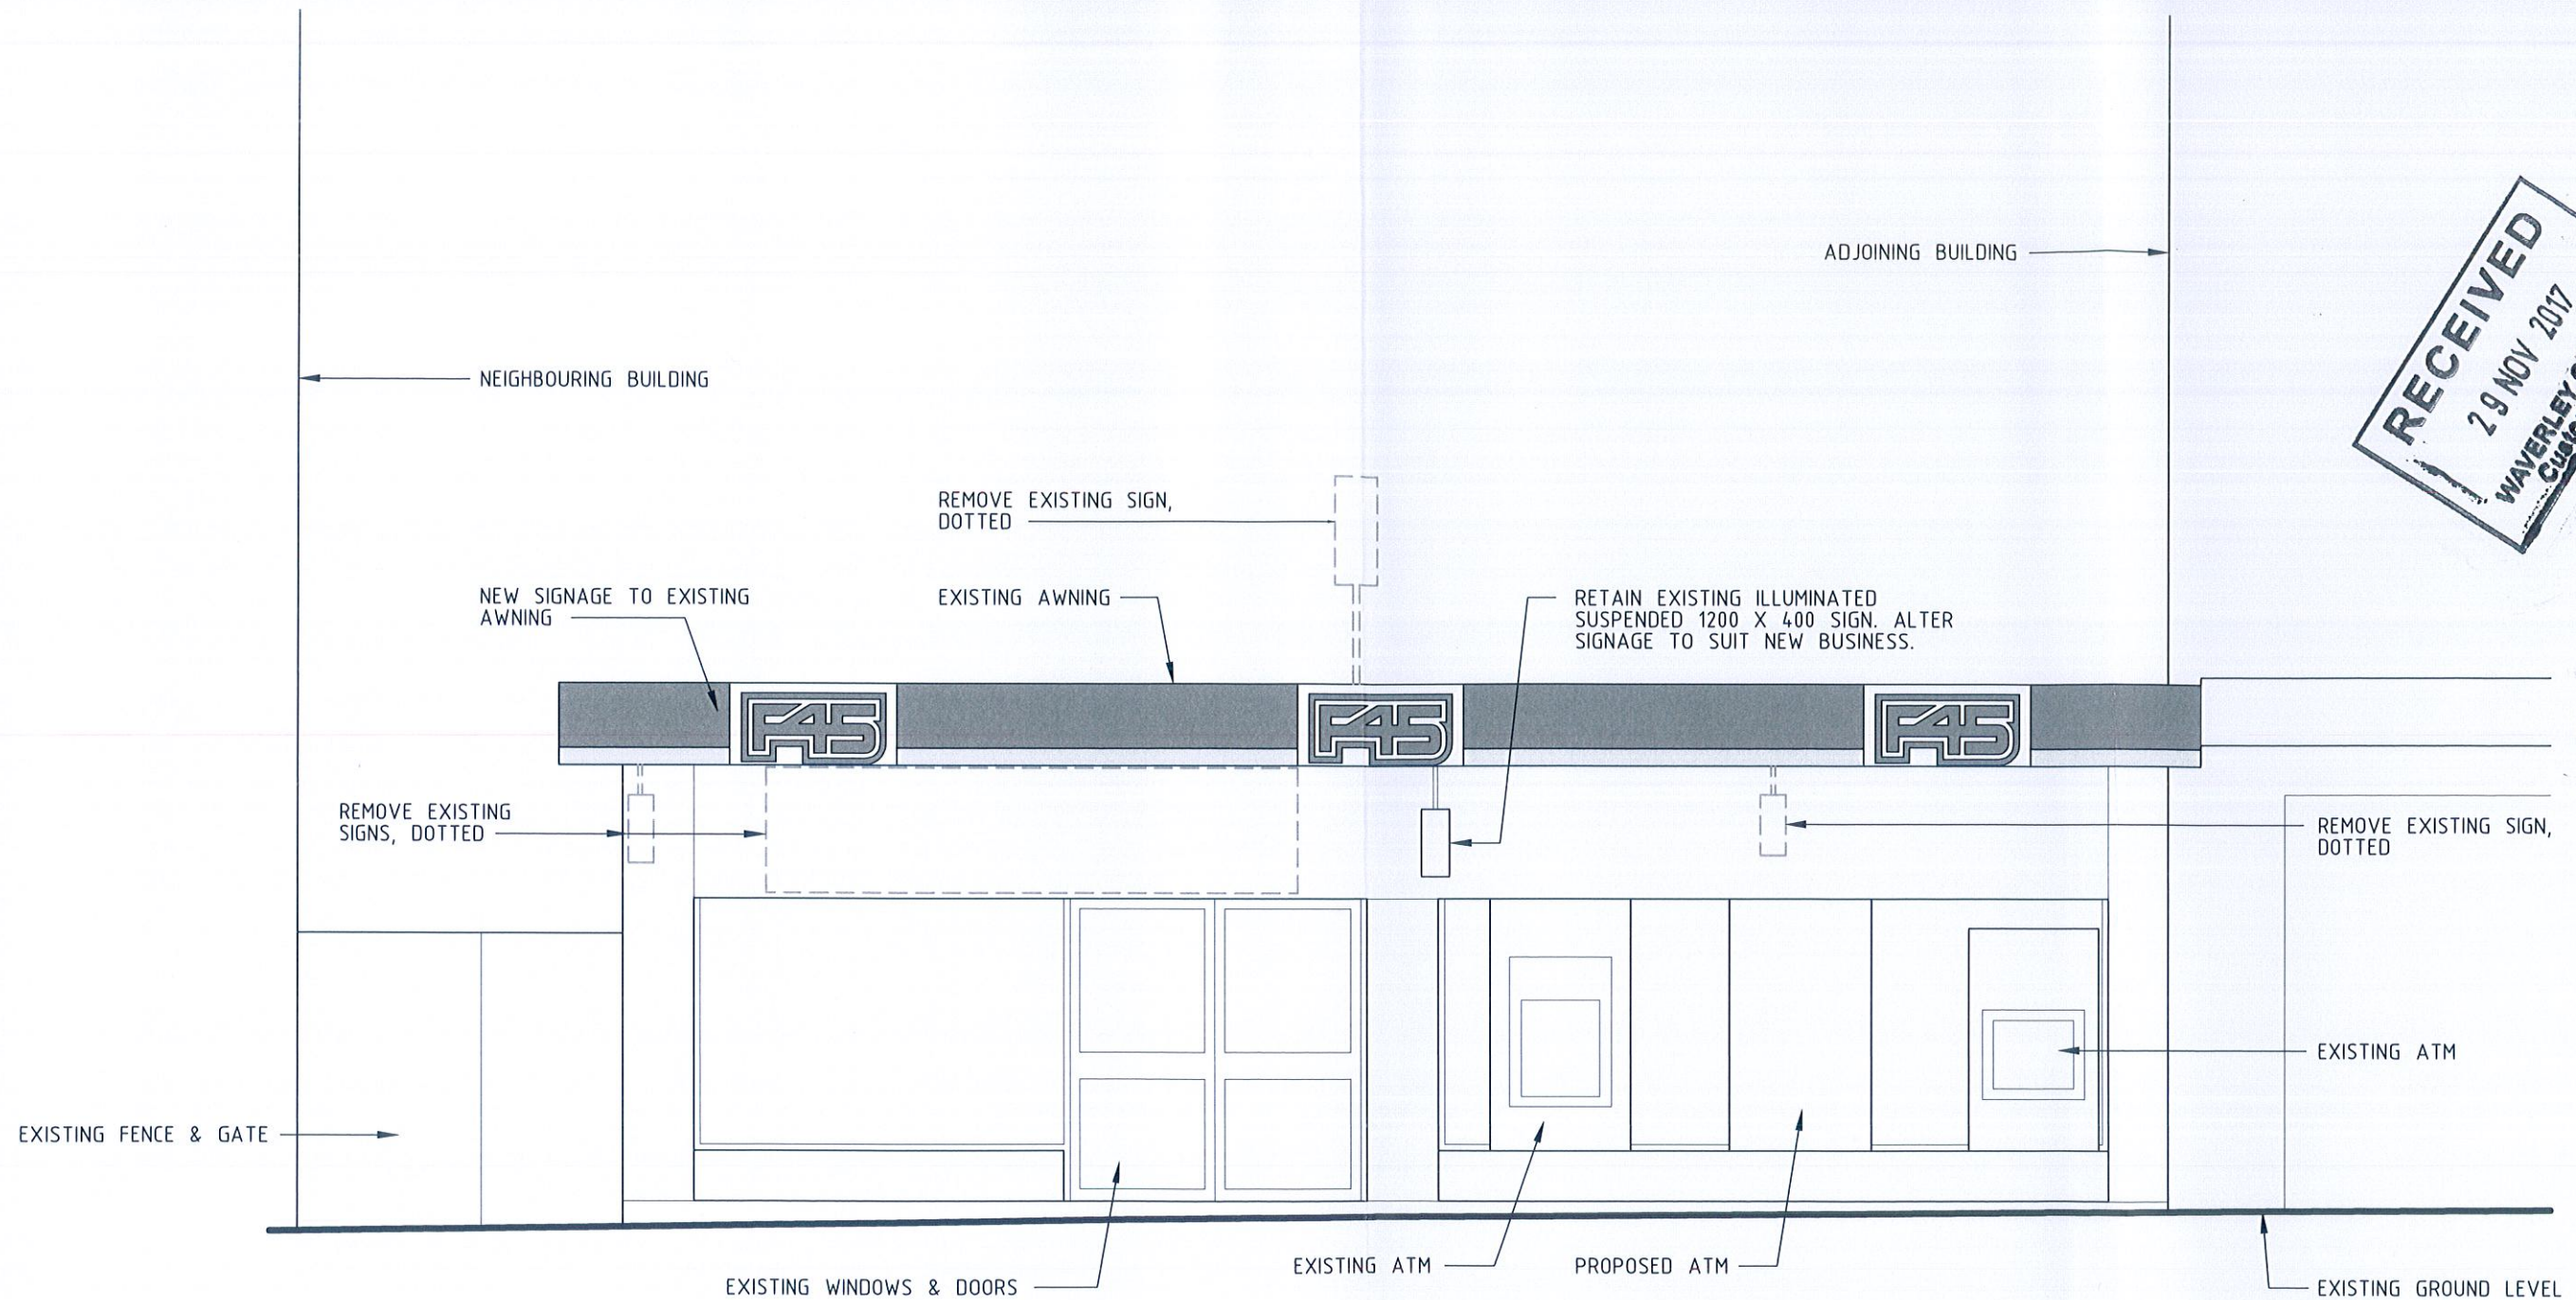 ADJOINING BUILDING
RECEIVED
29 NOV 2017
WAVERLEY
NEIGHBOURING BUILDING
REMOVE EXISTING SIGN,
DOTTED
NEW SIGNAGE TO EXISTING
AWNING
EXISTING AWNING
RETAIN EXISTING ILLUMINATED
SUSPENDED 1200 X 400 SIGN. ALTER
SIGNAGE TO SUIT NEW BUSINESS.
F45
F45
F45
REMOVE EXISTING
SIGNS, DOTTED
REMOVE EXISTING SIGN,
DOTTED
EXISTING ATM
EXISTING FENCE & GATE
EXISTING ATM
PROPOSED ATM
EXISTING WINDOWS & DOORS
EXISTING GROUND LEVEL